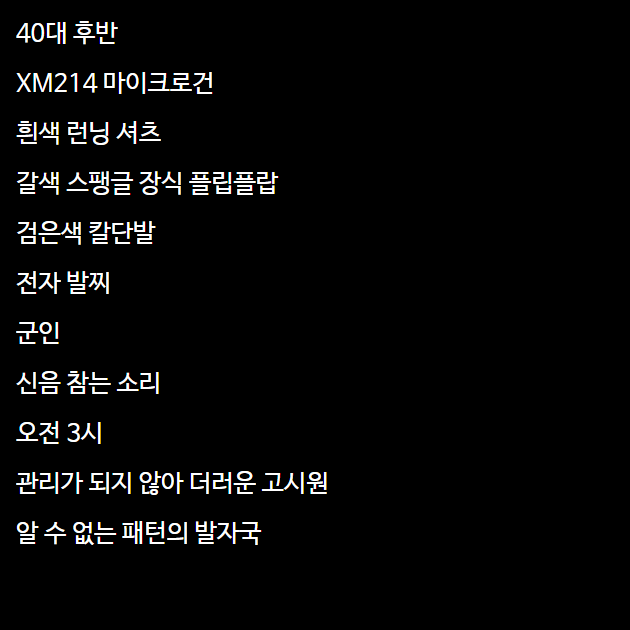 40대 후반
XM214 마이크로건
흰색 런닝 셔츠
갈색 스팽글 장식 플립플랍
검은색 칼단발
전자 발찌
군인
신음 참는 소리
오전 3시
관리가 되지 않아 더러운 고시원
알 수 없는 패턴의 발자국